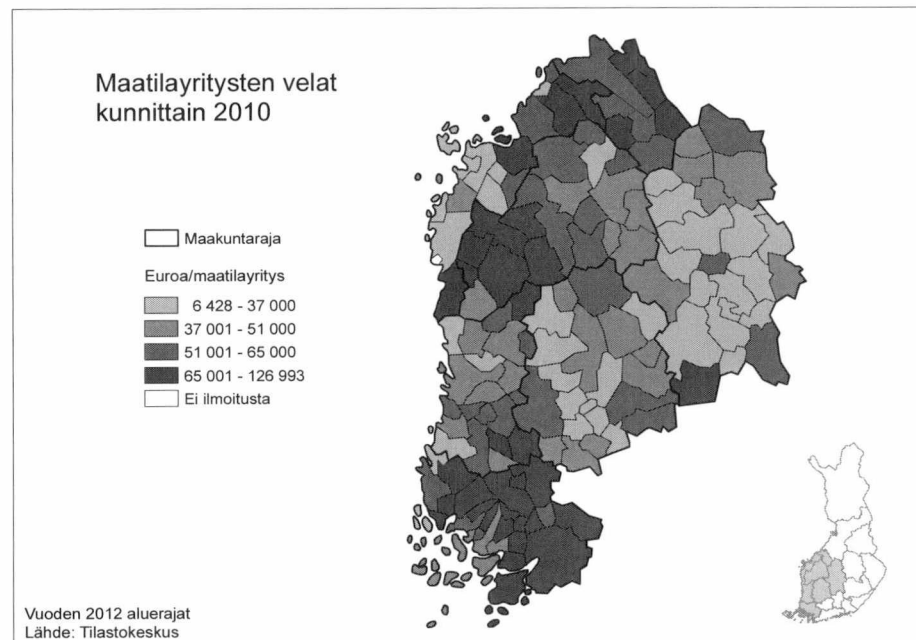 Maatilayritysten velat
kunnittain 2010
Maakuntaraja
Euroa/maatilayritys
6 428 - 37 000
37 001 - 51 000
51 001 - 65 000
65 001 - 126 993
Ei ilmoitusta
Vuoden 2012 aluerajat
Lähde: Tilastokeskus